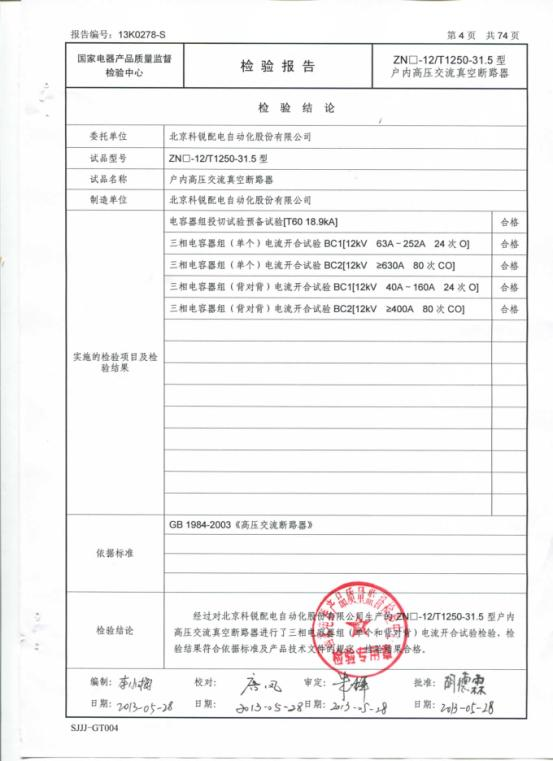 报告编号：13K0278-S
第 4 页 共 74 页
国家电器产品质量监督
检验中心
检验报告
ZN□-12/T1250-31.5 型
户内高压交流真空断路器
检验结论
委托单位
北京科锐配电自动化股份有限公司
试品型号
ZN□-12/T1250-31.5 型
试品名称
户内高压交流真空断路器
制造单位
北京科锐配电自动化股份有限公司
实施的检验项目及检
验结果
电容器组投切试验预备试验[T60 18.9kA]
合格
三相电容器组（单个）电流开合试验 BC1[12kV 63A～252A 24 次 O]
合格
三相电容器组（单个）电流开合试验 BC2[12kV ≥630A 80 次 CO]
合格
三相电容器组（背对背）电流开合试验 BC1[12kV 40A～160A 24 次 O]
合格
三相电容器组（背对背）电流开合试验 BC2[12kV ≥400A 80 次 CO]
合格
依据标准
GB 1984-2003《高压交流断路器》
检验结论
经过对北京科锐配电自动化股份有限公司生产的 ZN□-12/T1250-31.5 型户内
高压交流真空断路器进行了三相电容器组（单个和背对背）电流开合试验检验，检
验结果符合依据标准及产品技术文件的规定，检验结果合格。
检验专用章
编制： 校对： 审定： 批准：胡德霖
日期：2013-05-28 日期：2013-05-28 日期：2013-05-28 日期：2013-05-28
SJJJ-GT004